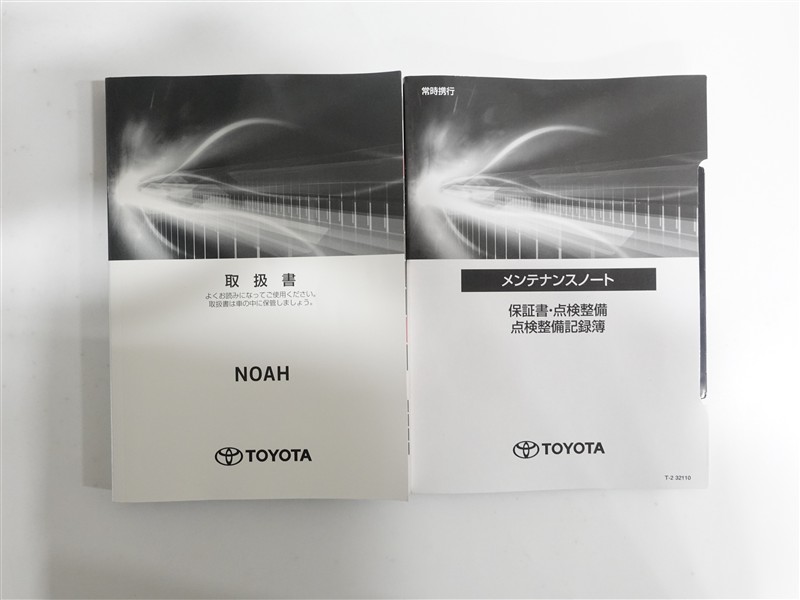 取扱書
よくお読みになってご使用ください。
取扱書は車の中に保管しましょう。
NOAH
TOYOTA
常時携行
メンテナンスノート
保証書・点検整備
点検整備記録簿
TOYOTA
T-2 32110